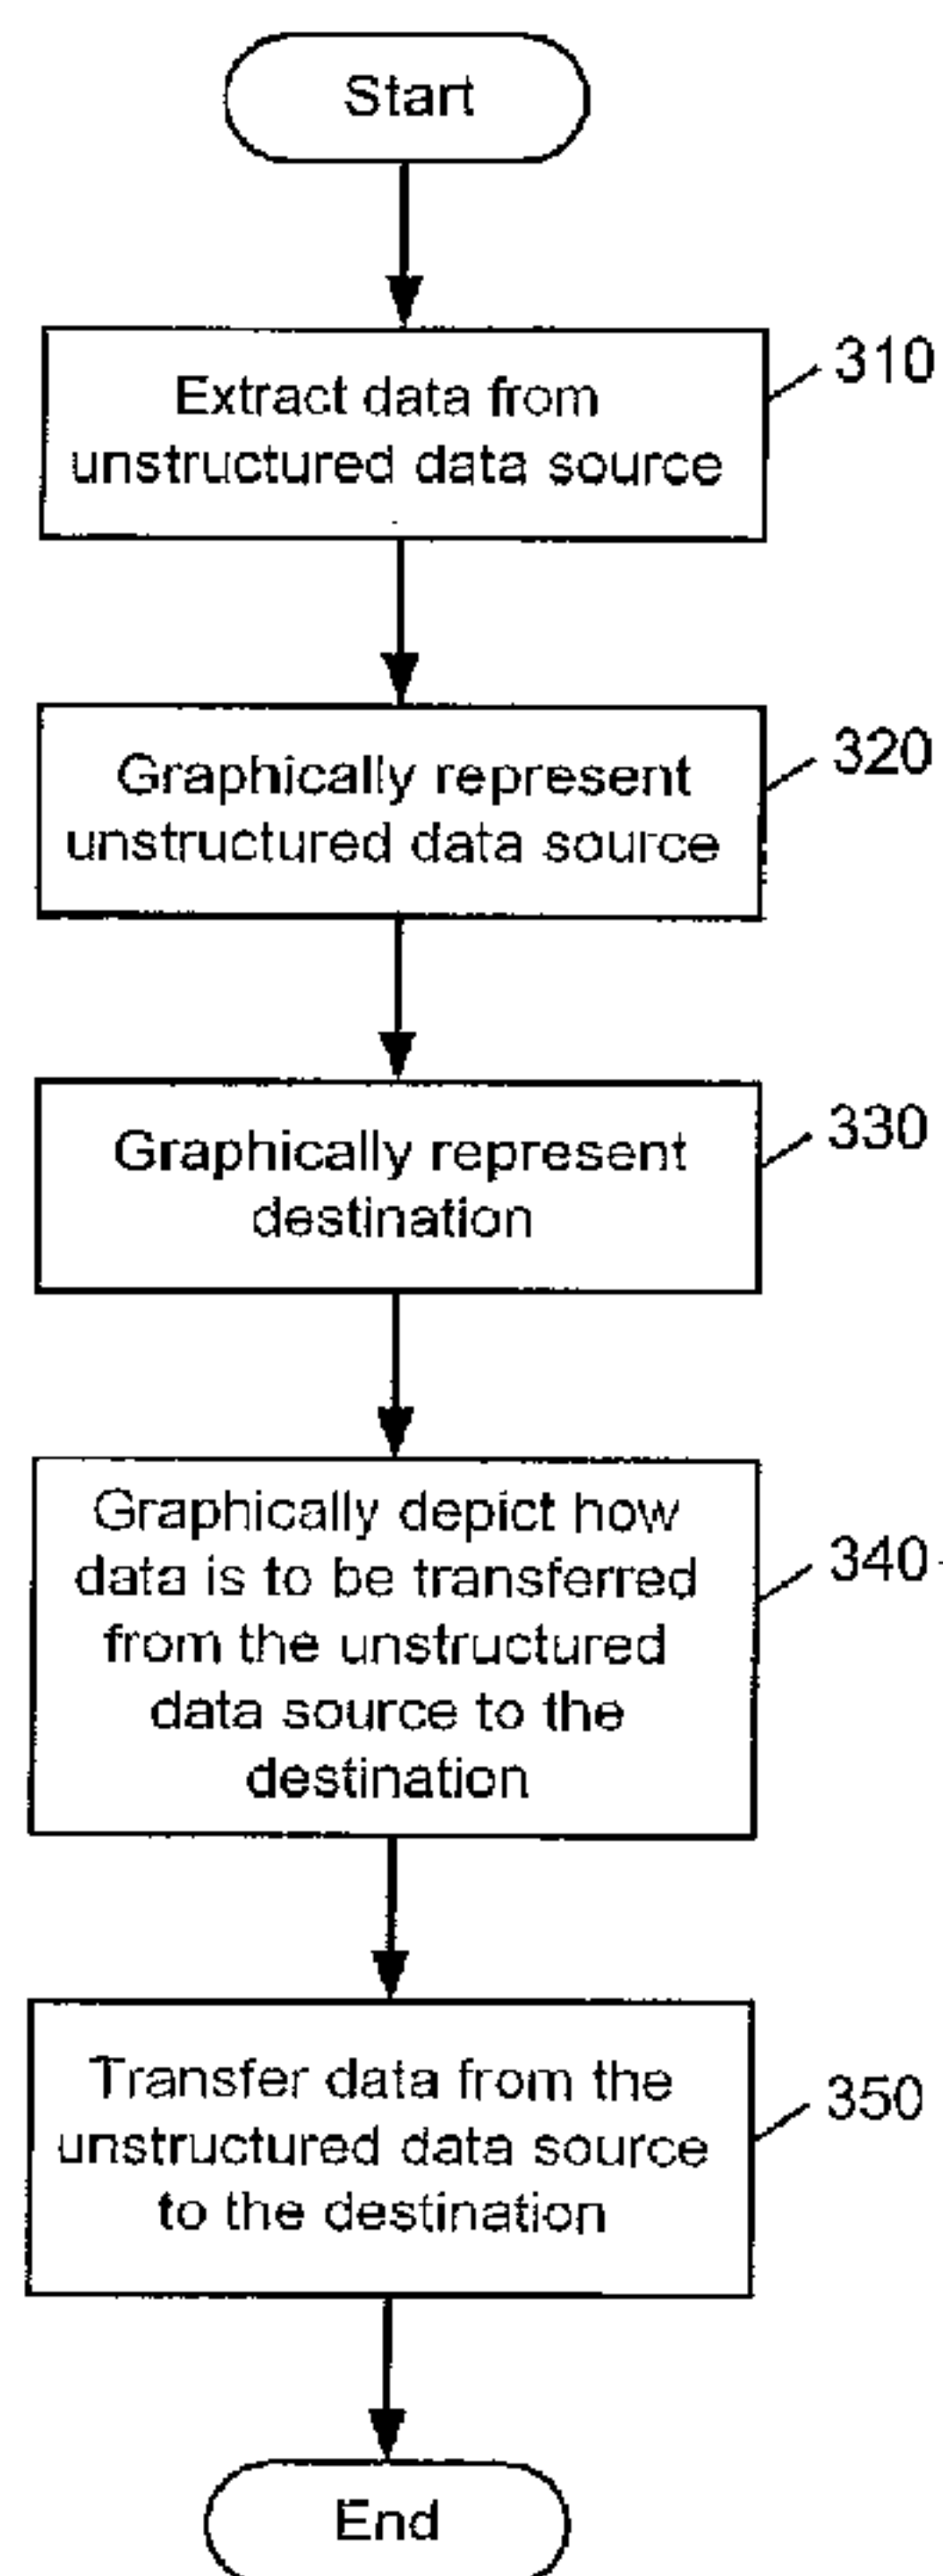 Start
Extract data from
unstructured data source
310
Graphically represent
unstructured data source
320
Graphically represent
destination
330
Graphically depict how
data is to be transferred
from the unstructured
data source to the
destination
340
Transfer data from the
unstructured data source
to the destination
350
End